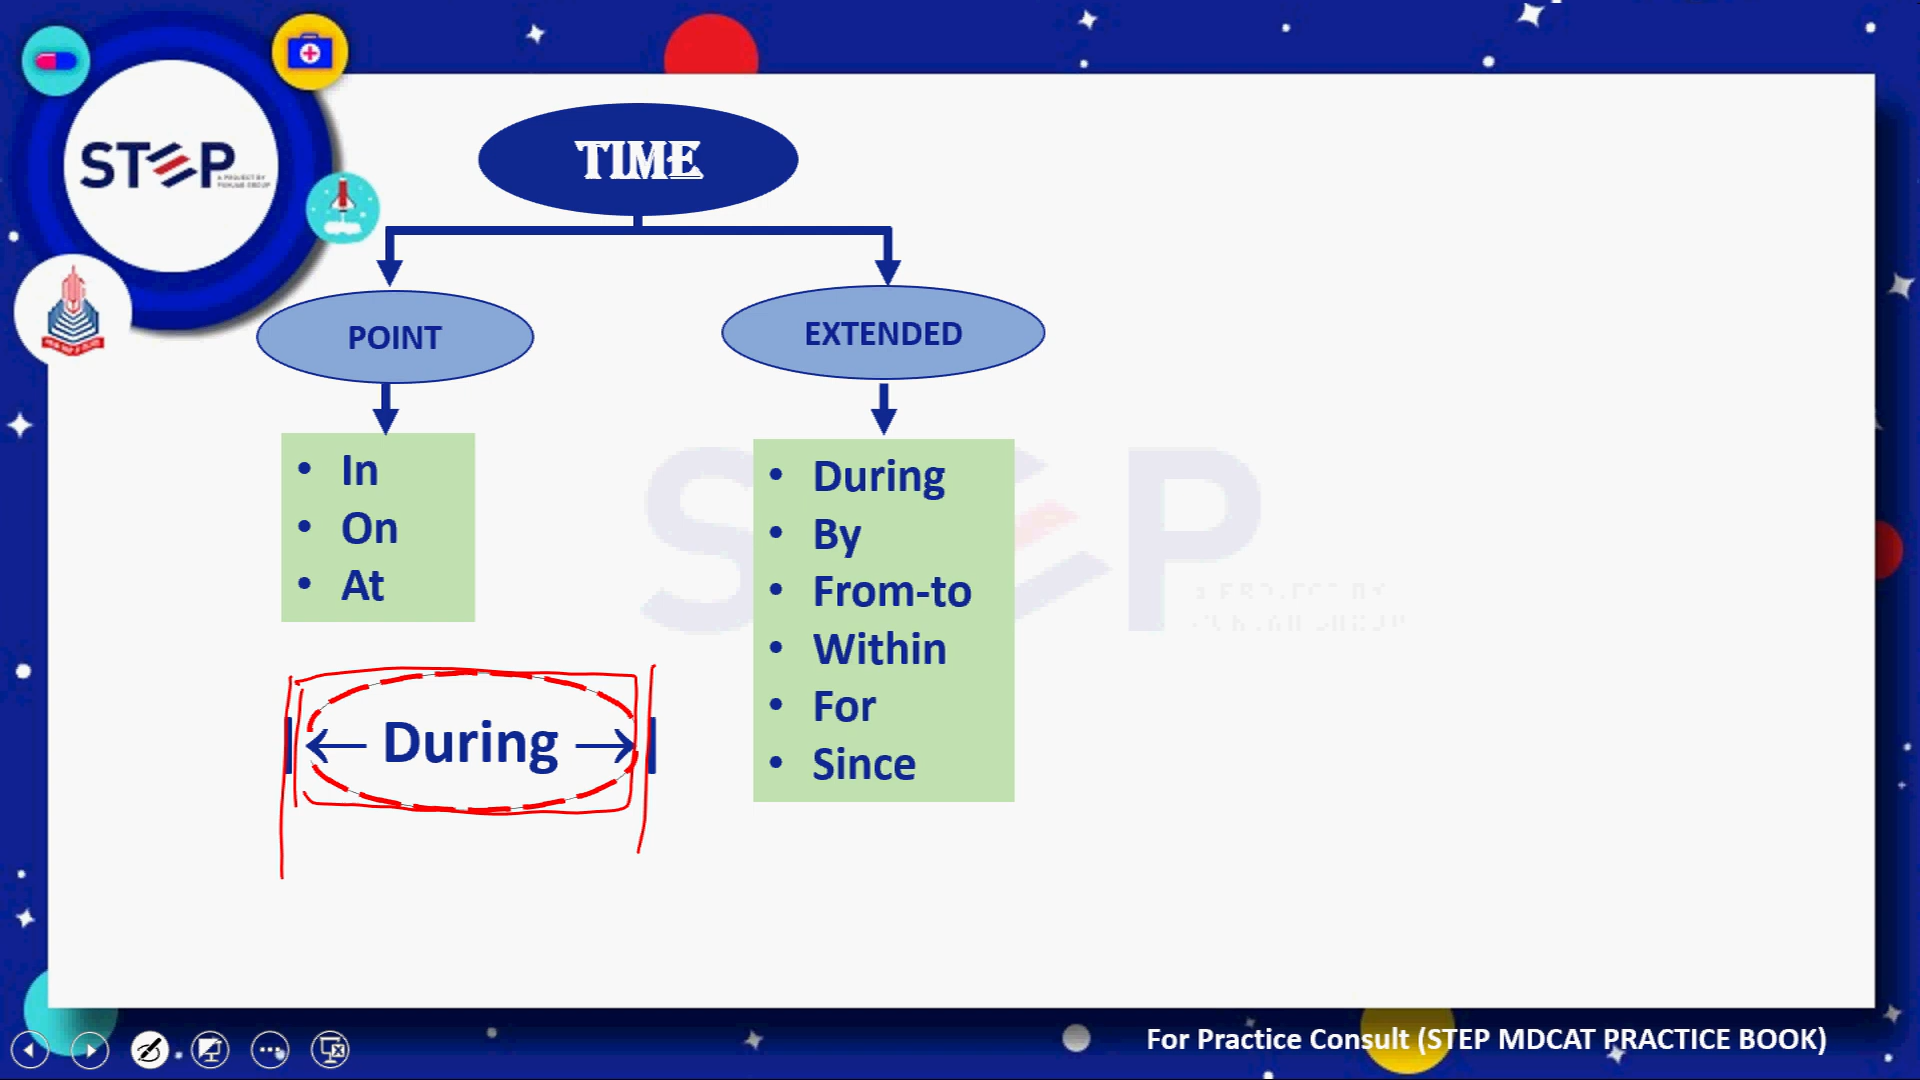 STEP
TIME
POINT
EXTENDED
• In
• On
• At
• During
• By
• From-to
• Within
• For
• Since
During
For Practice Consult (STEP MDCAT PRACTICE BOOK)